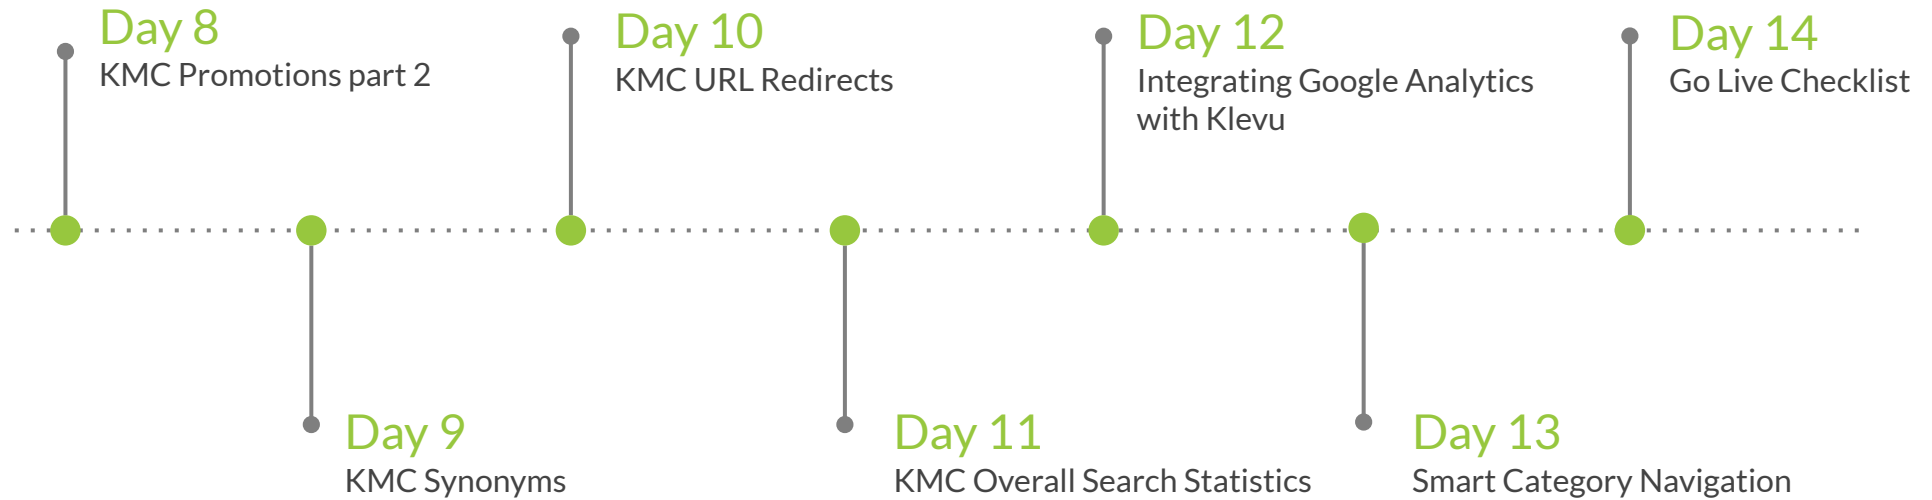 Day 8
KMC Promotions part 2
Day 9
KMC Synonyms
Day 10
KMC URL Redirects
Day 11
KMC Overall Search Statistics
Day 12
Integrating Google Analytics
with Klevu
Day 13
Smart Category Navigation
Day 14
Go Live Checklist